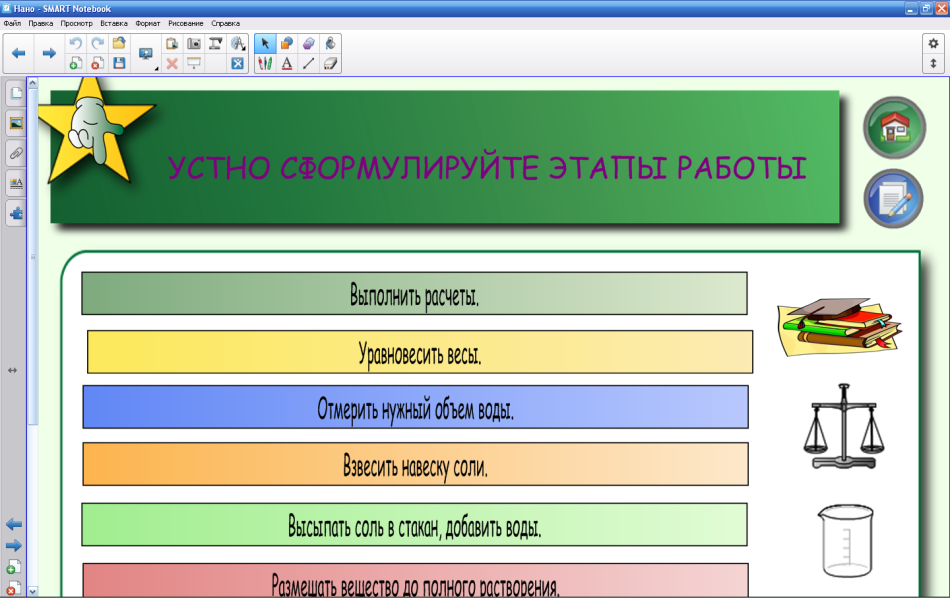 Нано - SMART Notebook
Файл Правка Просмотр Вставка Формат Рисование Справка
УСТНО СФОРМУЛИРУЙТЕ ЭТАПЫ РАБОТЫ
Выполнить расчеты.
Уравновесить весы.
Отмерить нужный объем воды.
Взвесить навеску соли.
Высыпать соль в стакан, добавить воды.
Размешать вещество до полного растворения.